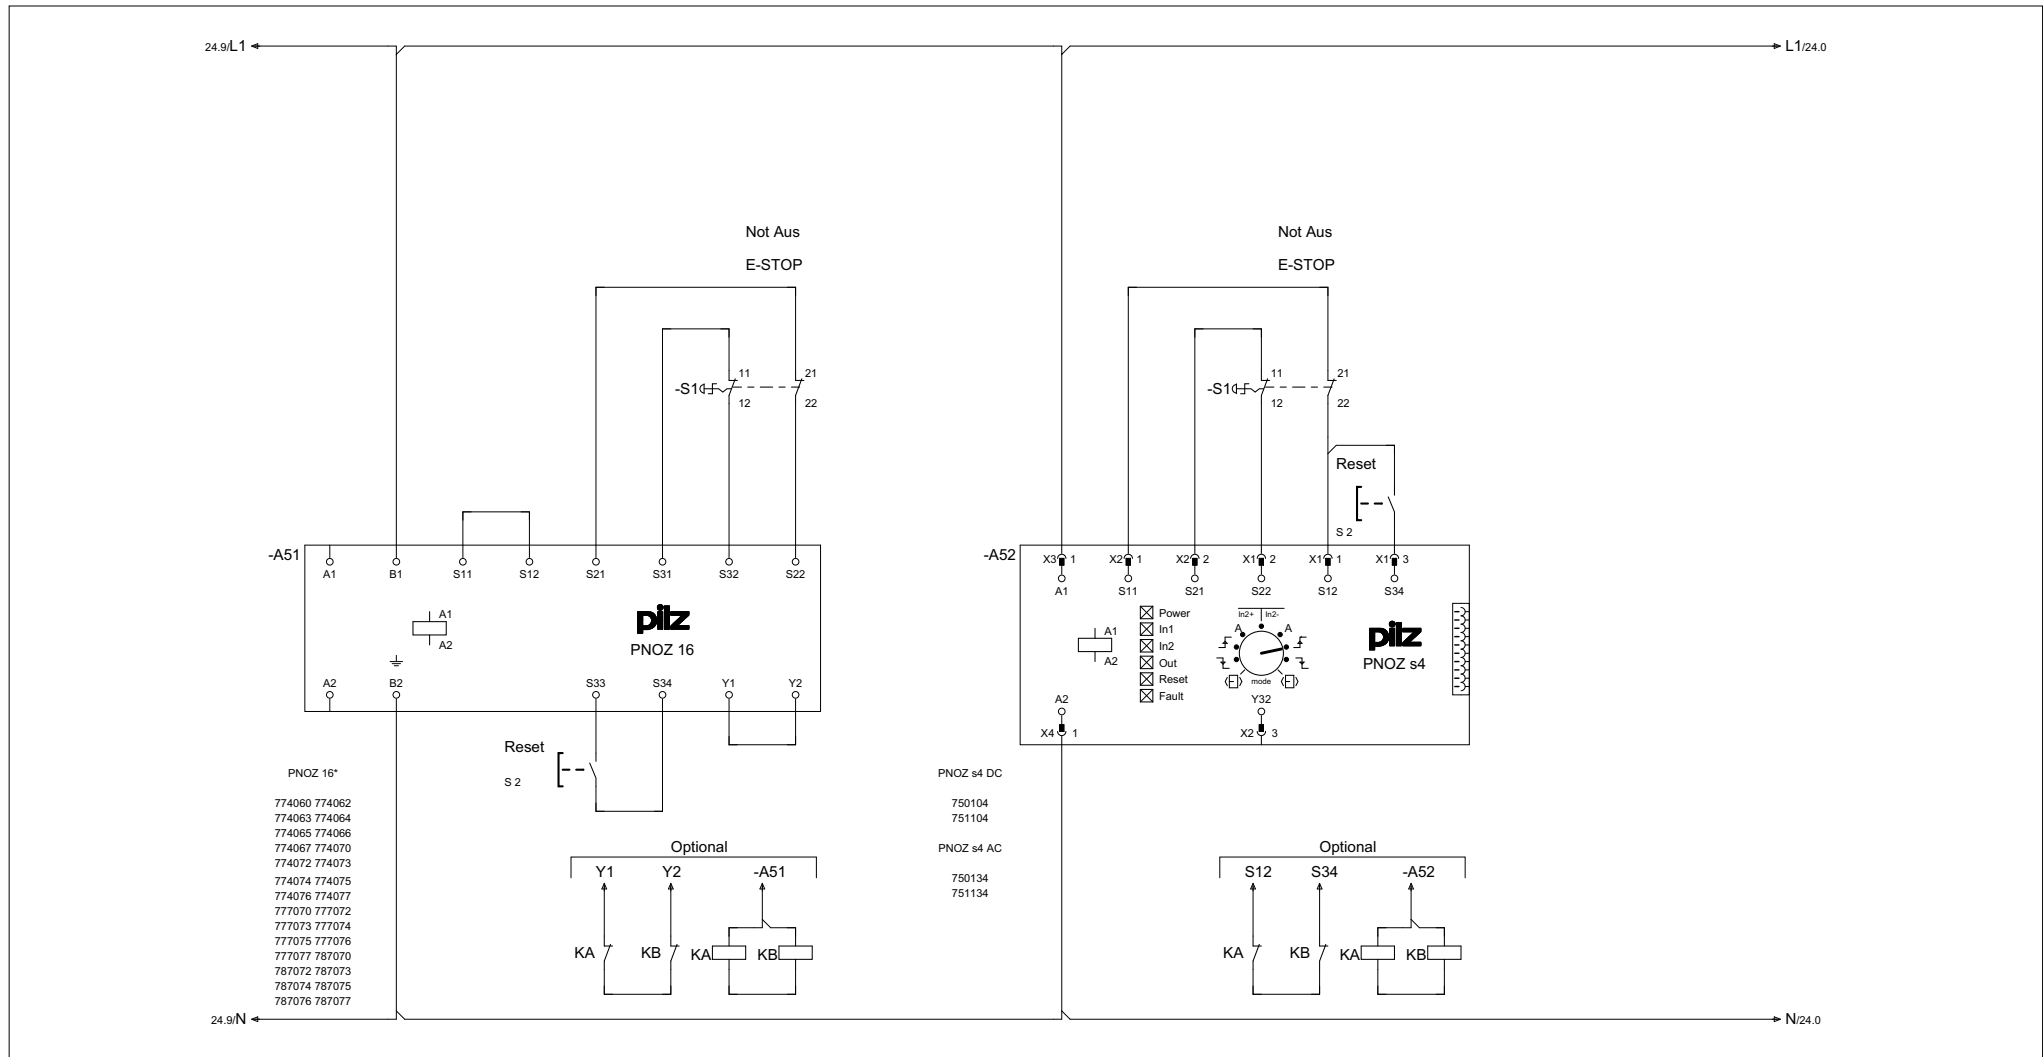 24.9/L1
L1/24.0
Not Aus
Not Aus
E-STOP
E-STOP
-S1
11
12
21
22
-S1
11
12
21
22
Reset
S 2
-A51
A1
B1
S11
S12
S21
S31
S32
S22
A1
A2
pilz
PNOZ 16
A2
B2
S33
S34
Y1
Y2
Reset
S 2
-A52
X3 1
X2 1
X2 2
X1 2
X1 1
X1 3
A1
S11
S21
S22
S12
S34
A1
A2
Power
In1
In2
Out
Reset
Fault
In2+
In2-
A
A
mode
pilz
PNOZ s4
A2
Y32
X4 1
X2 3
PNOZ 16*
774060 774062
774063 774064
774065 774066
774067 774070
774072 774073
774074 774075
774076 774077
777070 777072
777073 777074
777075 777076
777077 787070
787072 787073
787074 787075
787076 787077
Optional
Y1
Y2
-A51
KA
KB
KA
KB
PNOZ s4 DC
750104
751104
PNOZ s4 AC
750134
751134
Optional
S12
S34
-A52
KA
KB
KA
KB
24.9/N
N/24.0